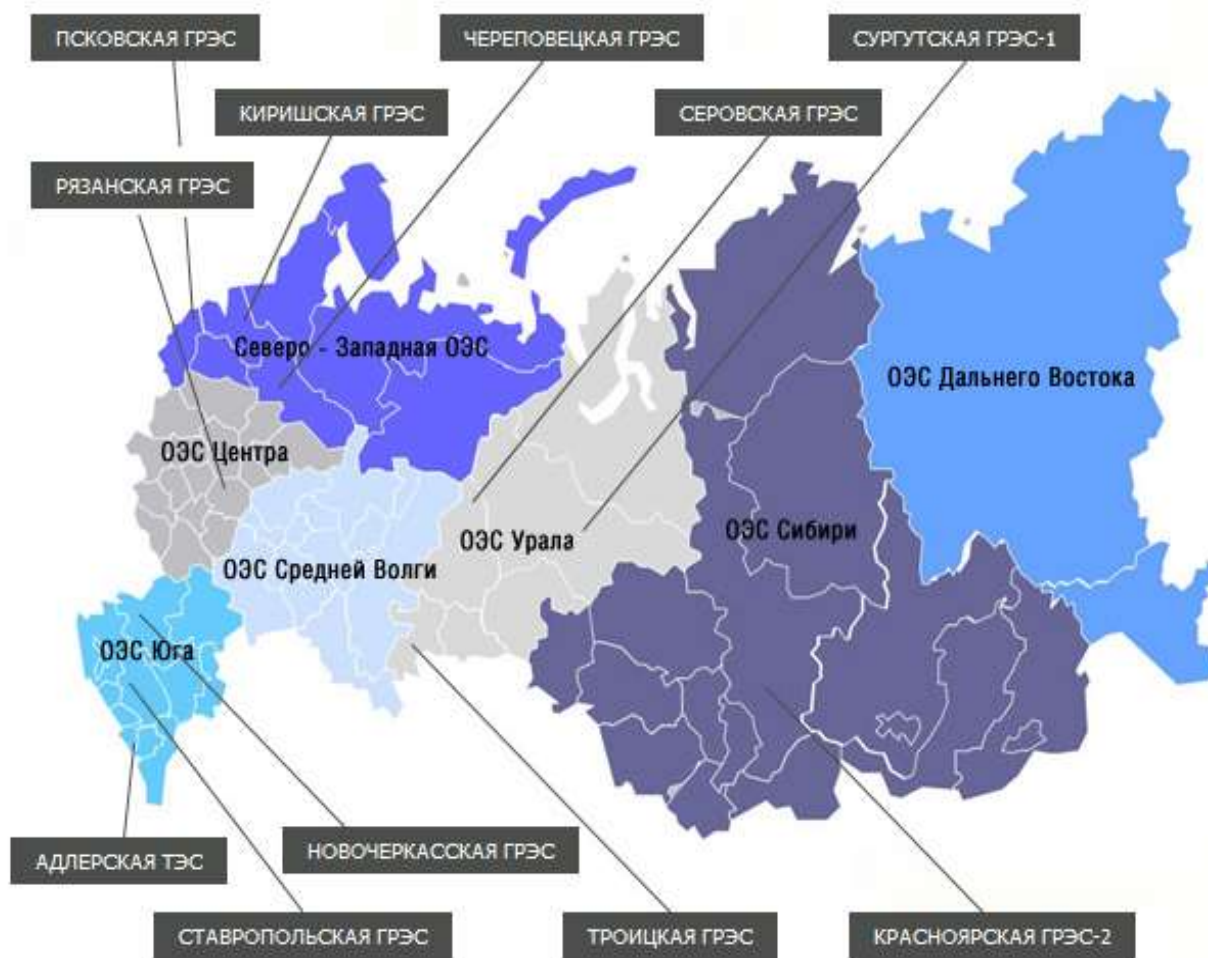 ПСКОВСКАЯ ГРЭС
ЧЕРЕПОВЕЦКАЯ ГРЭС
СУРГУТСКАЯ ГРЭС-1
КИРИШСКАЯ ГРЭС
СЕРОВСКАЯ ГРЭС
РЯЗАНСКАЯ ГРЭС
Северо - Западная ОЭС
ОЭС Дальнего Востока
ОЭС Центра
ОЭС Урала
ОЭС Сибири
ОЭС Средней Волги
ОЭС Юга
АДЛЕРСКАЯ ТЭС
НОВОЧЕРКАССКАЯ ГРЭС
СТАВРОПОЛЬСКАЯ ГРЭС
ТРОИЦКАЯ ГРЭС
КРАСНОЯРСКАЯ ГРЭС-2